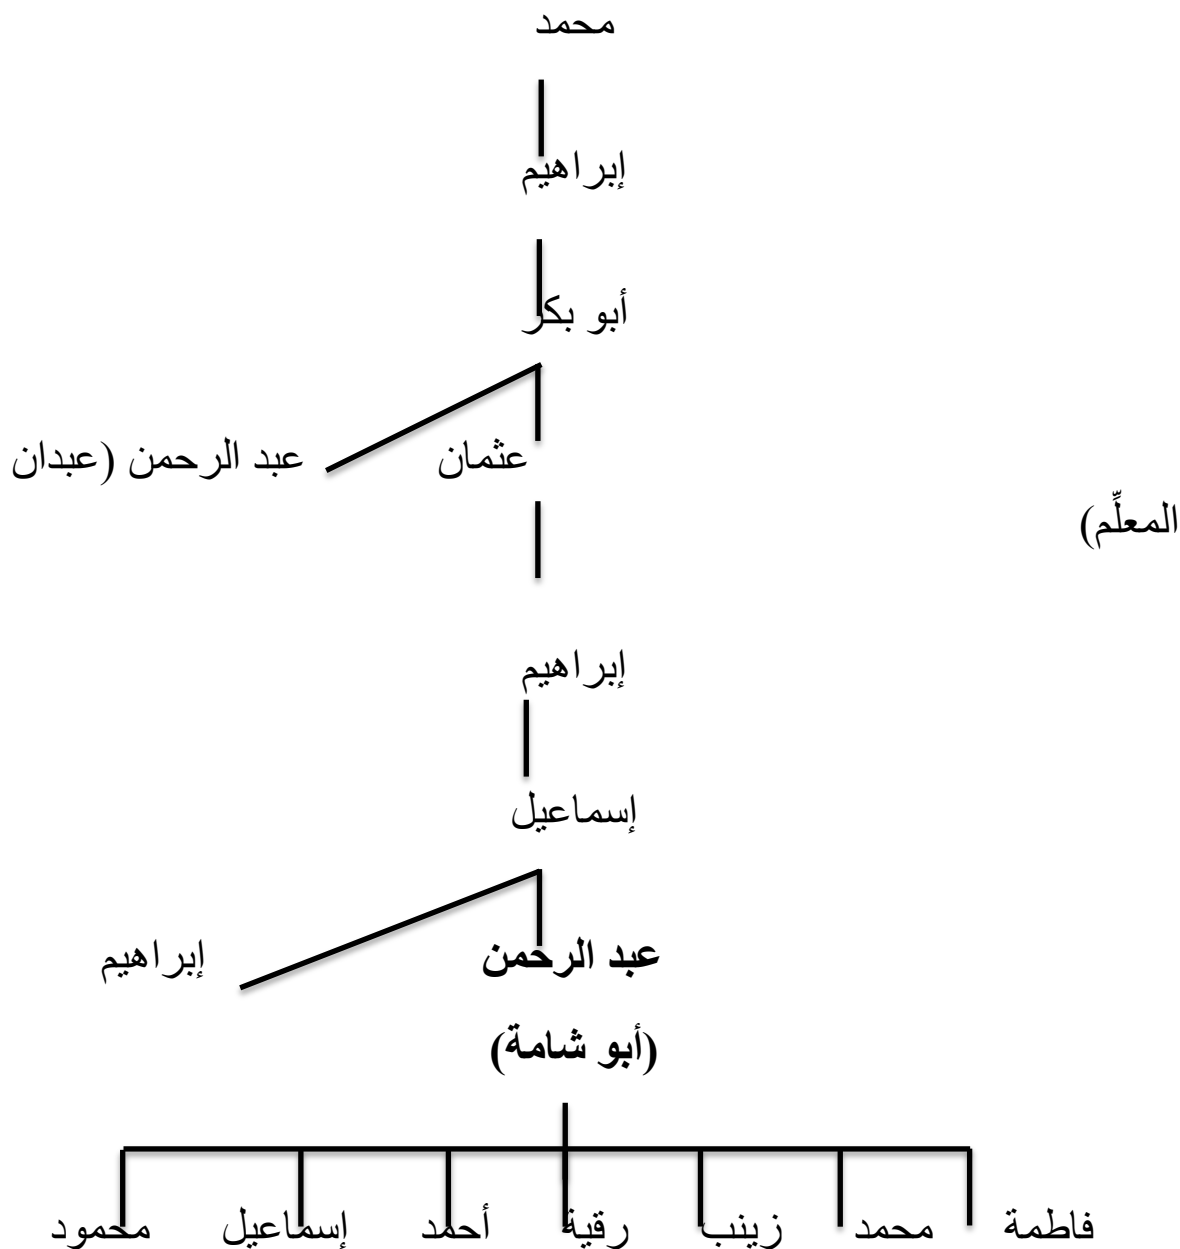 محمد
إبراهيم
أبو بكر
عثمان عبد الرحمن (عبدان
المعلِّم)
إبراهيم
إسماعيل
عبد الرحمن إبراهيم
(أبو شامة)
فاطمة محمد زينب رقية أحمد إسماعيل محمود